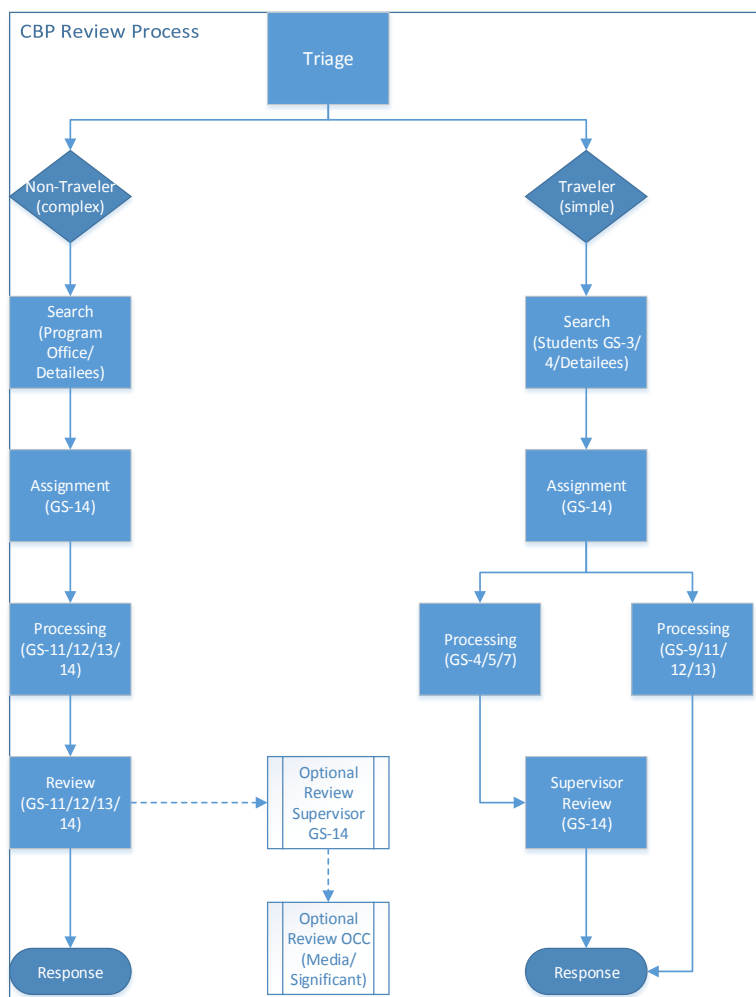 CBP Review Process
Triage
Non-Traveler
(complex)
Traveler
(simple)
Search
(Program
Office/
Detailees)
Search
(Students GS-3/
4/Detailees)
Assignment
(GS-14)
Assignment
(GS-14)
Processing
(GS-11/12/13/
14)
Processing
(GS-4/5/7)
Processing
(GS-9/11/
12/13)
Review
(GS-11/12/13/
14)
Optional
Review
Supervisor
GS-14
Supervisor
Review
(GS-14)
Response
Optional
Review OCC
(Media/
Significant)
Response